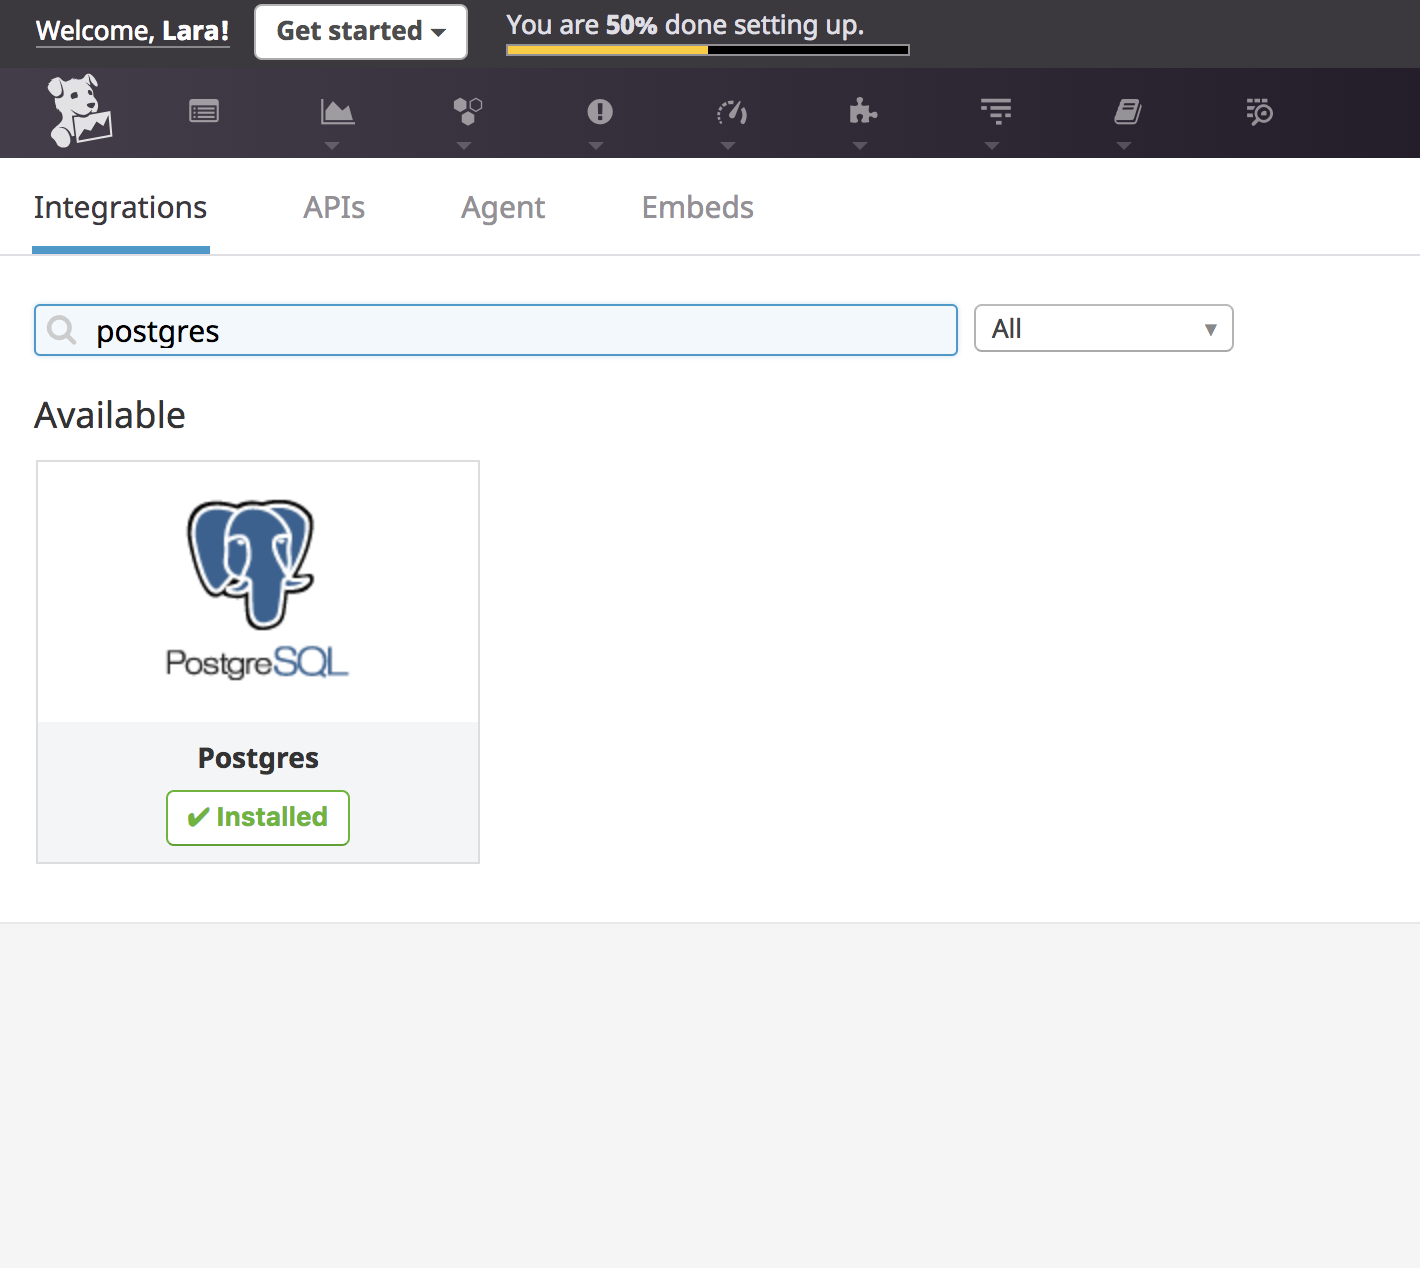 Welcome, Lara!
Get started
You are 50% done setting up.
Integrations
APIs
Agent
Embeds
postgres
All
Available
PostgreSQL
Postgres
✔ Installed